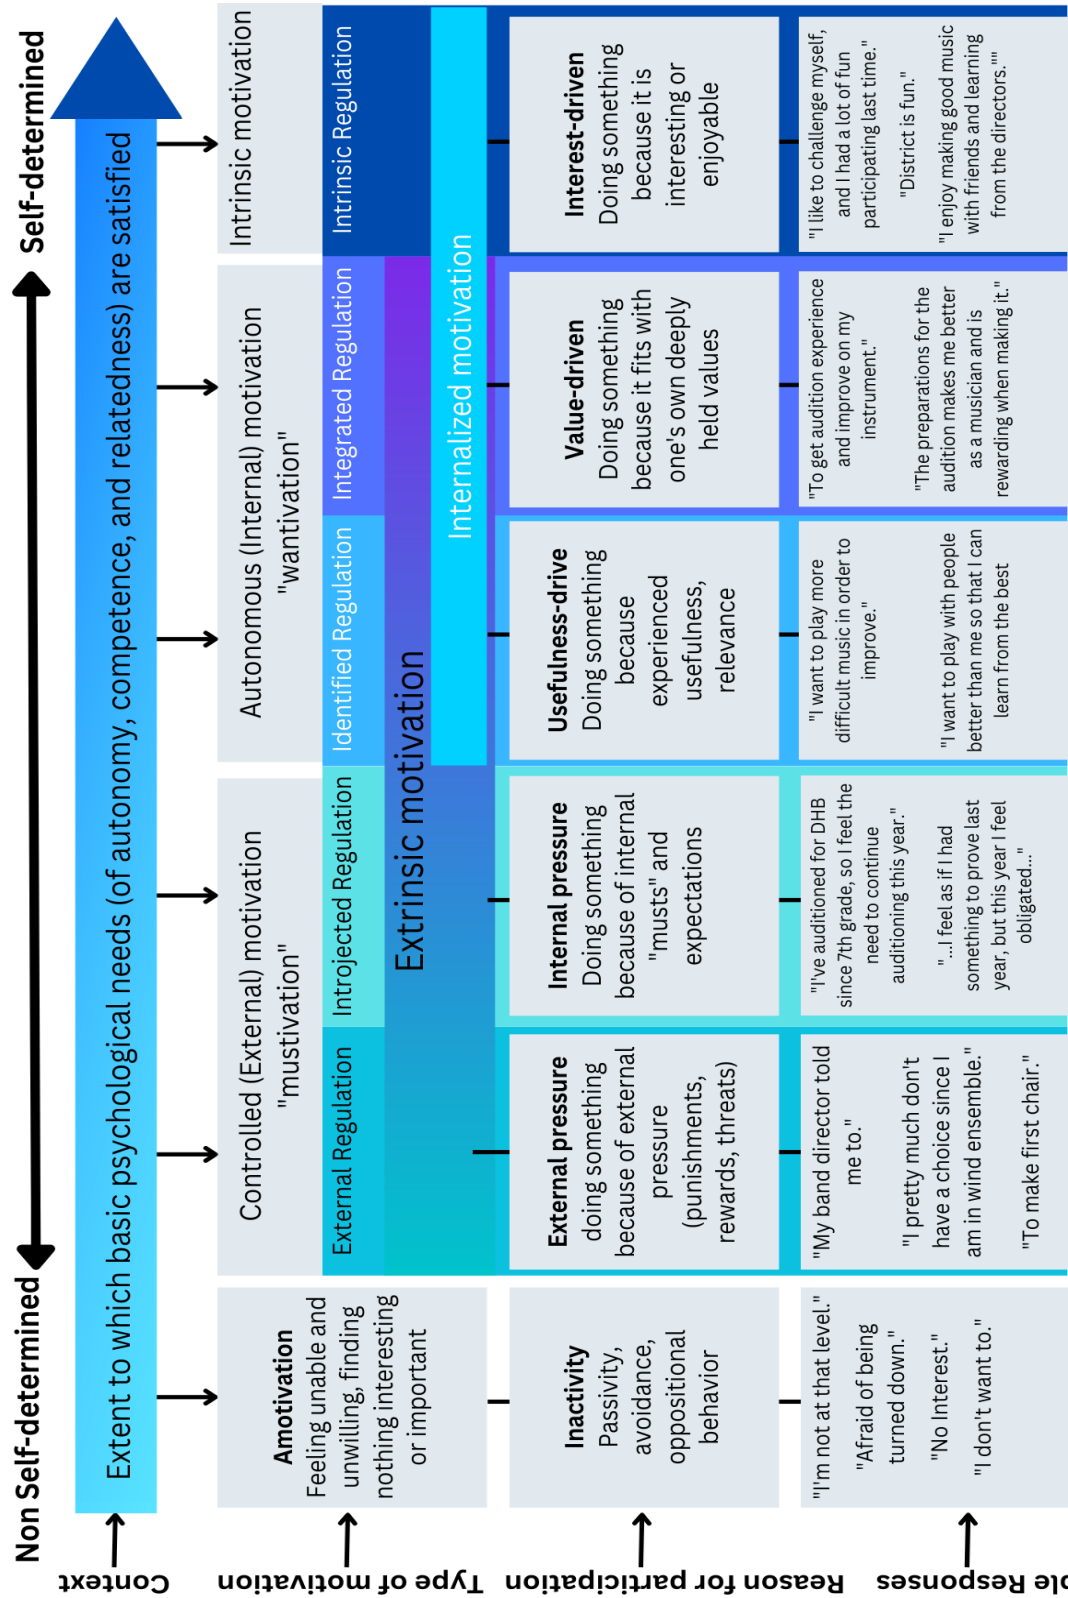 Non Self-determined
Self-determined
Context
Extent to which basic psychological needs (of autonomy, competence, and relatedness) are satisfied
Type of motivation
Amotivation
Feeling unable and
unwilling, finding
nothing interesting
or important
Controlled (External) motivation
"mustivation"
Autonomous (Internal) motivation
"wantivation"
Intrinsic motivation
External Regulation
Introjected Regulation
Identified Regulation
Integrated Regulation
Intrinsic Regulation
Extrinsic motivation
Internalized motivation
Reason for participation
Inactivity
Passivity,
avoidance,
oppositional
behavior
External pressure
doing something
because of external
pressure
(punishments,
rewards, threats)
Internal pressure
Doing something
because of internal
"musts" and
expectations
Usefulness-drive
Doing something
because
experienced
usefulness,
relevance
Value-driven
Doing something
because it fits with
one's own deeply
held values
Interest-driven
Doing something
because it is
interesting or
enjoyable
ole Responses
"I'm not at that level."
"Afraid of being
turned down."
"No Interest."
"I don't want to."
"My band director told
me to."
"I pretty much don't
have a choice since I
am in wind ensemble."
"To make first chair."
"I've auditioned for DHB
since 7th grade, so I feel the
need to continue
auditioning this year."
"...I feel as if I had
something to prove last
year, but this year I feel
obligated..."
"I want to play more
difficult music in order to
improve."
"I want to play with people
better than me so that I can
learn from the best
"To get audition experience
and improve on my
instrument."
"The preparations for the
audition makes me better
as a musician and is
rewarding when making it."
"I like to challenge myself,
and I had a lot of fun
participating last time."
"District is fun."
"I enjoy making good music
with friends and learning
from the directors.""